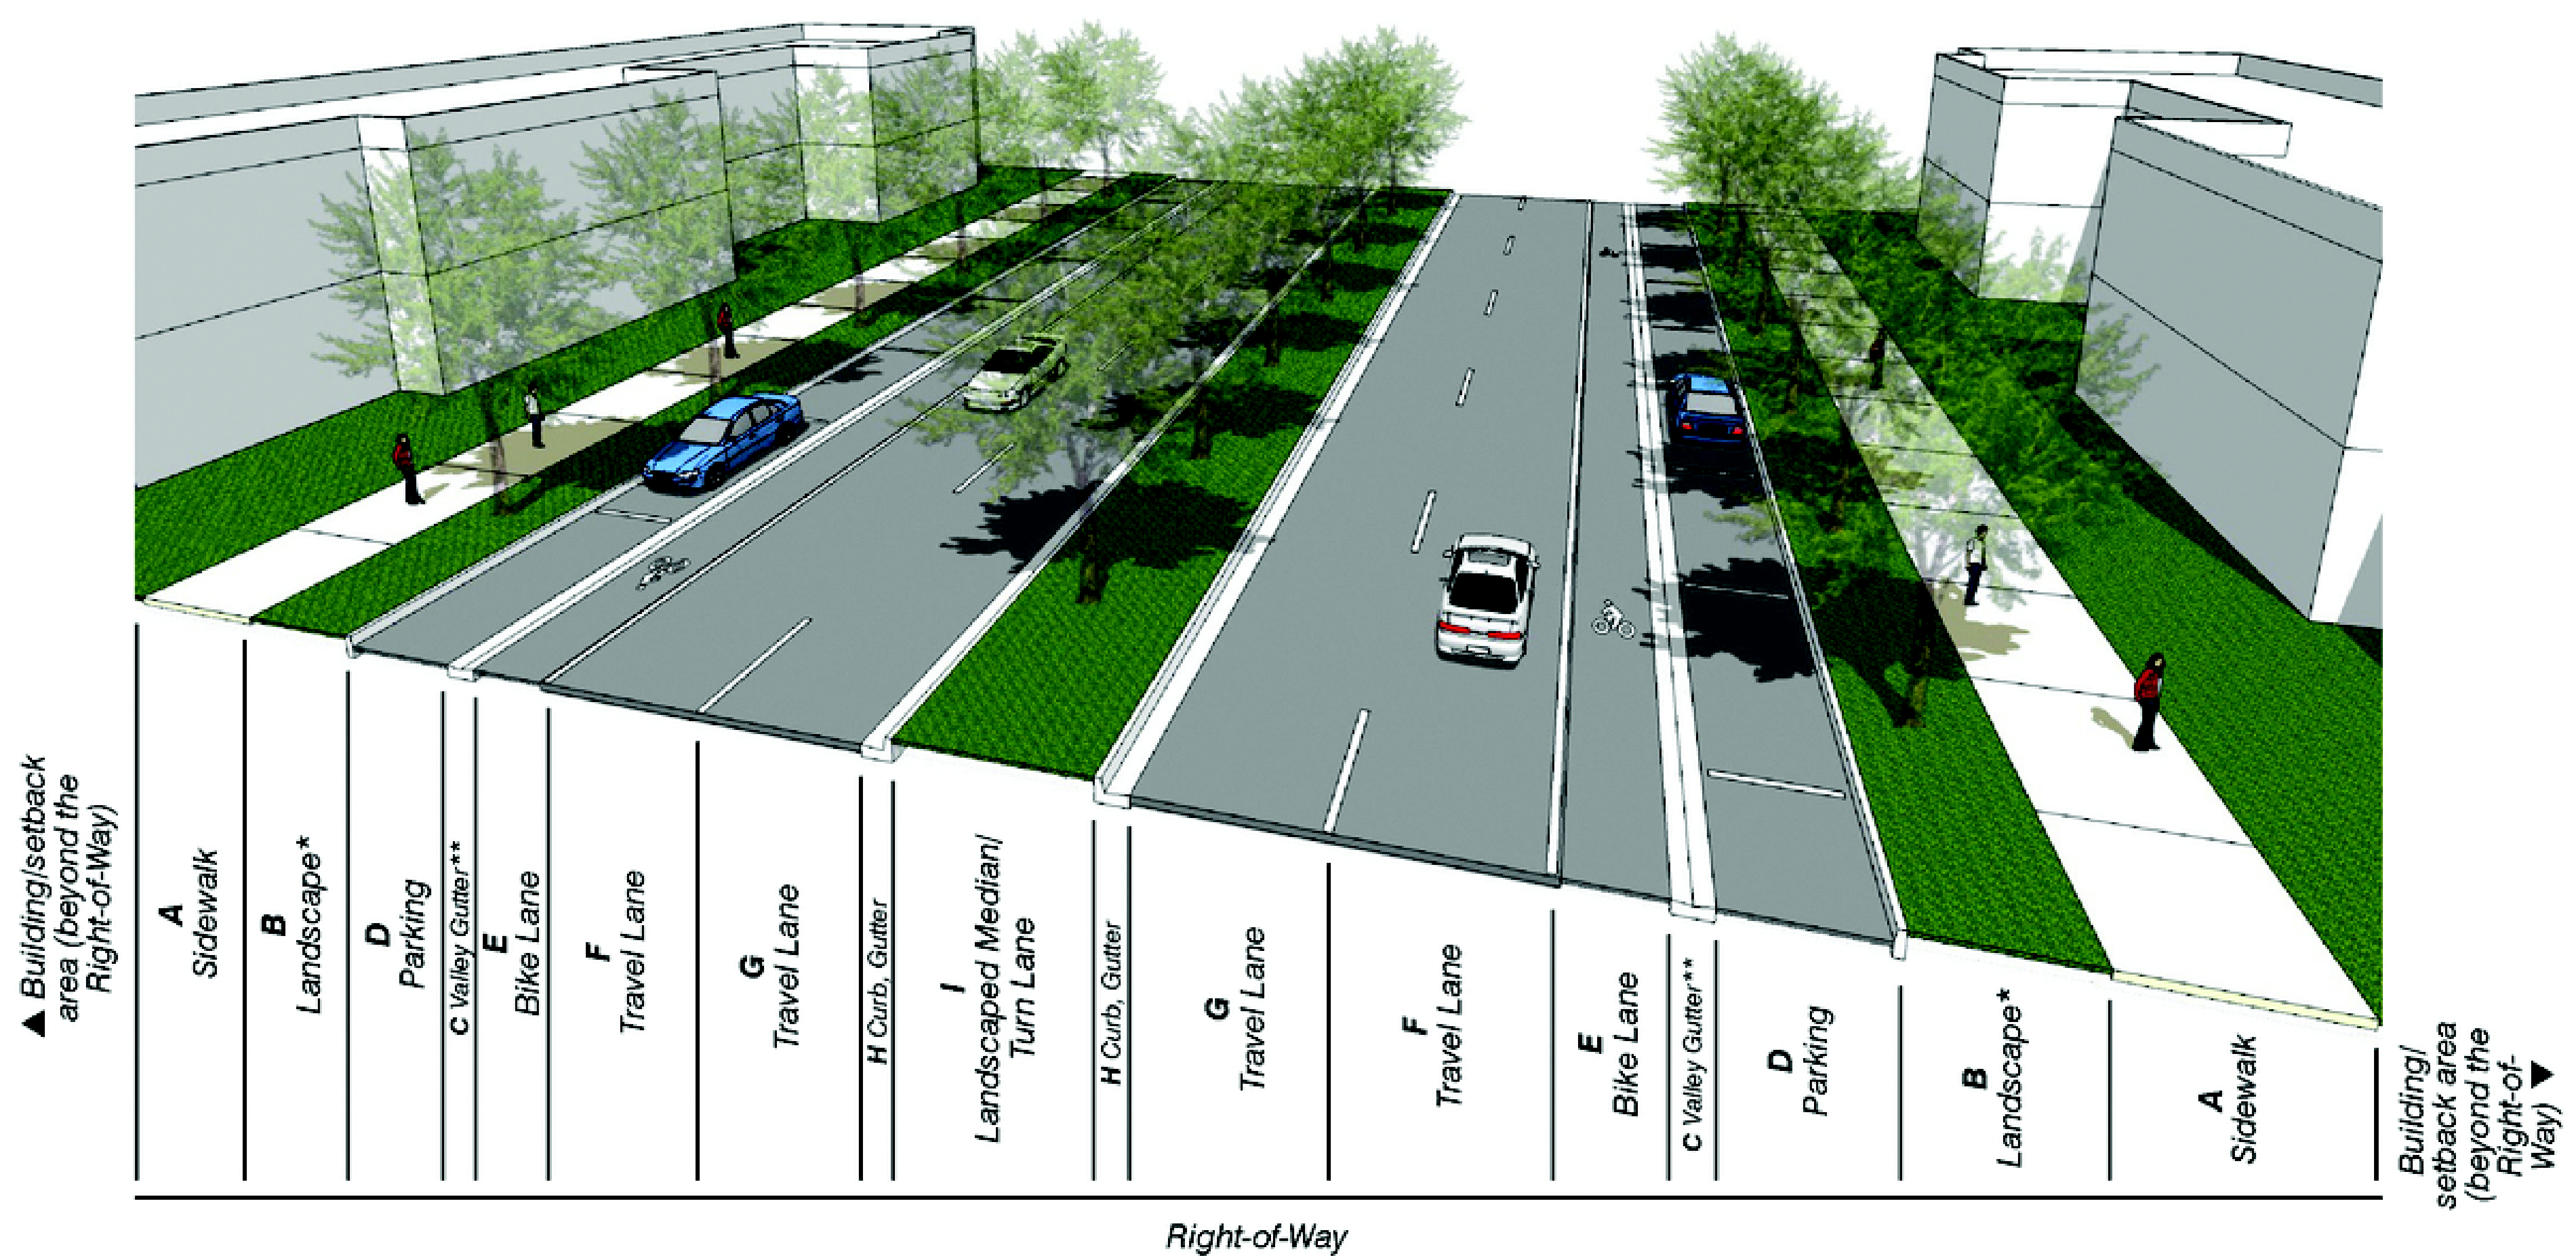 ▲ Building/setback
area (beyond the
Right-of-Way)
A
Sidewalk
B
Landscape*
D
Parking
C Valley Gutter**
E
Bike Lane
F
Travel Lane
G
Travel Lane
H Curb, Gutter
I
Landscaped Median/
Turn Lane
H Curb, Gutter
G
Travel Lane
F
Travel Lane
E
Bike Lane
C Valley Gutter**
D
Parking
B
Landscape*
A
Sidewalk
Building/
setback area
(beyond the
Right-of-
Way) ▼
Right-of-Way